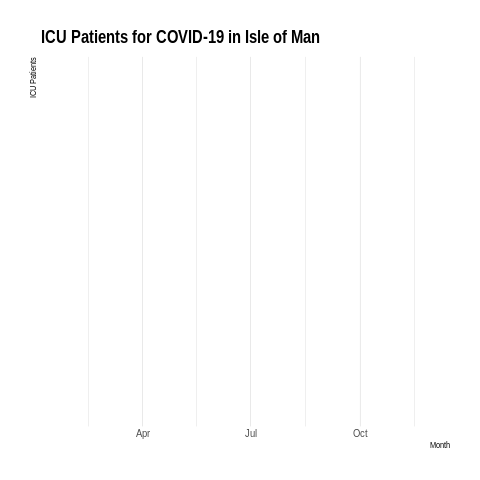 ICU Patients for COVID-19 in Isle of Man
ICU Patients
Apr Jul Oct
Month